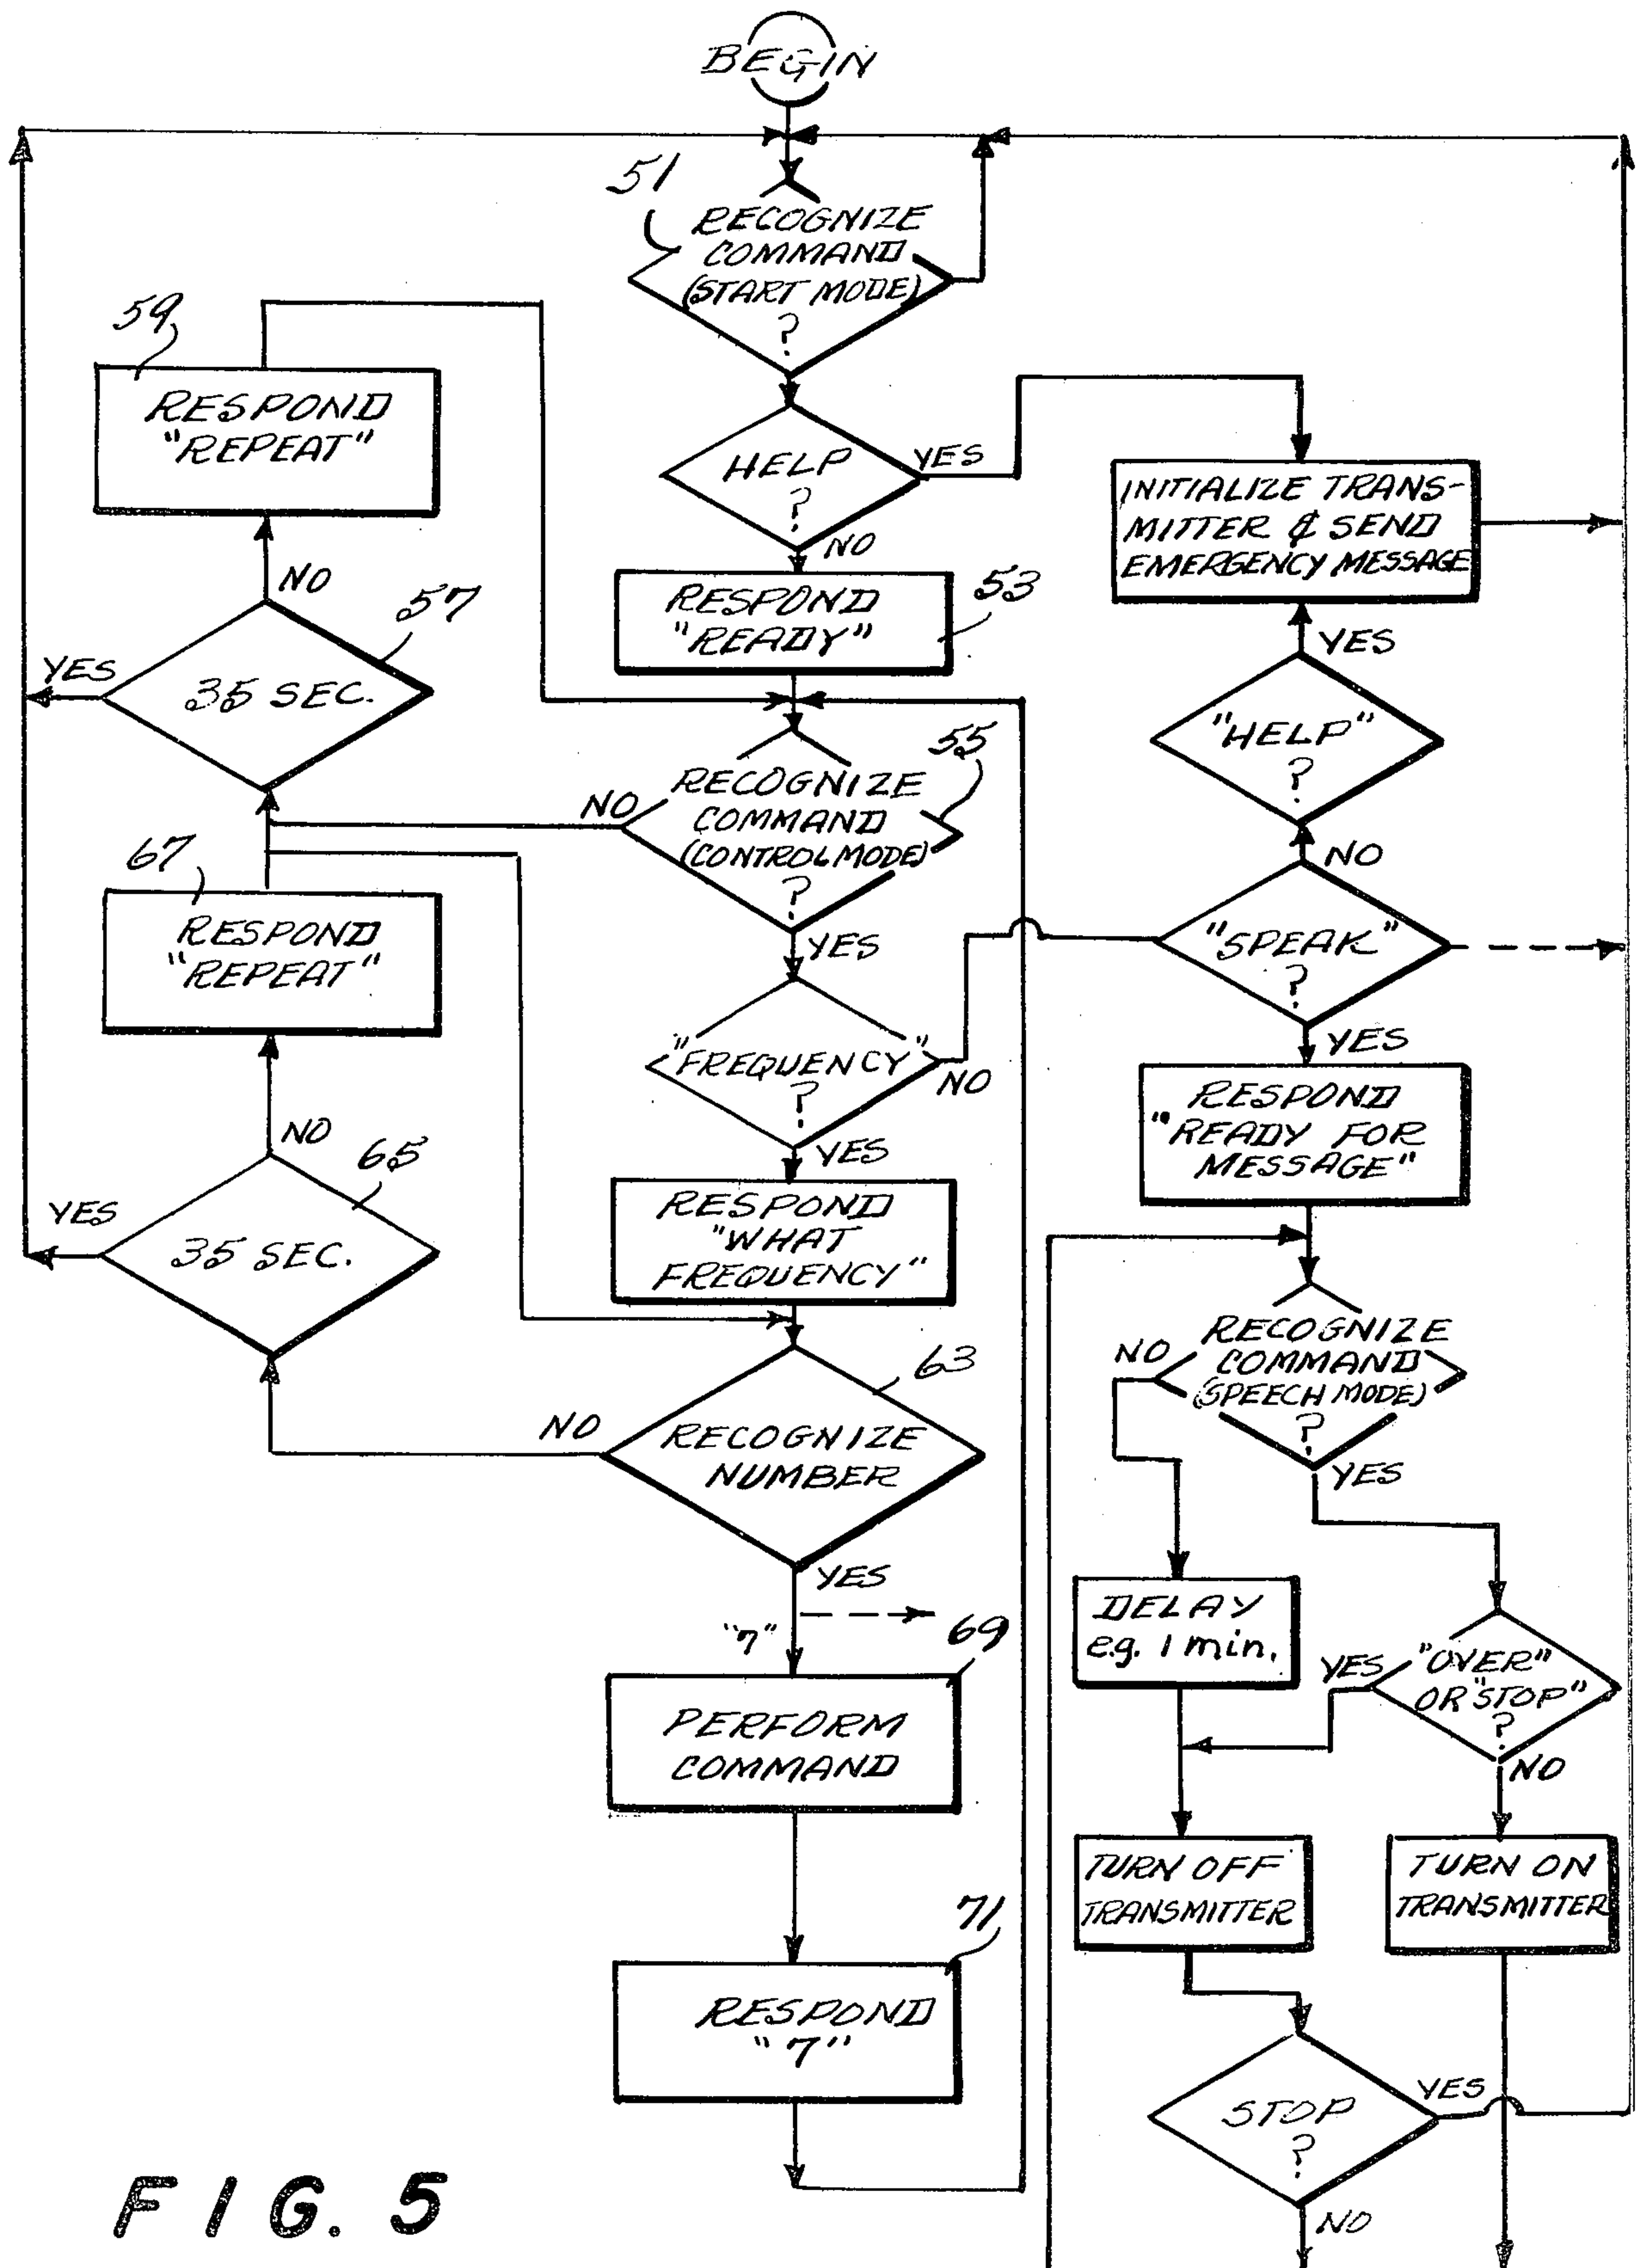 BEGIN
51
RECOGNIZE
COMMAND
(START MODE)
?
59
RESPOND
"REPEAT"
HELP
?
YES
NO
INITIALIZE TRANS-
MITTER & SEND
EMERGENCY MESSAGE
RESPOND
"READY"
53
NO
57
YES
35 SEC.
YES
"HELP"
?
55
RECOGNIZE
COMMAND
(CONTROL MODE)
?
NO
YES
67
RESPOND
"REPEAT"
NO
"SPEAK"
?
YES
"FREQUENCY"
?
NO
YES
RESPOND
"READY FOR
MESSAGE"
NO
65
YES
35 SEC.
RESPOND
"WHAT
FREQUENCY"
63
NO
RECOGNIZE
NUMBER
YES
"7"
NO
RECOGNIZE
COMMAND
(SPEECH MODE)
?
YES
DELAY
e.g. 1 min.
YES
"OVER"
OR "STOP"
?
NO
69
PERFORM
COMMAND
TURN OFF
TRANSMITTER
TURN ON
TRANSMITTER
71
RESPOND
"7"
STOP
?
YES
NO
FIG. 5